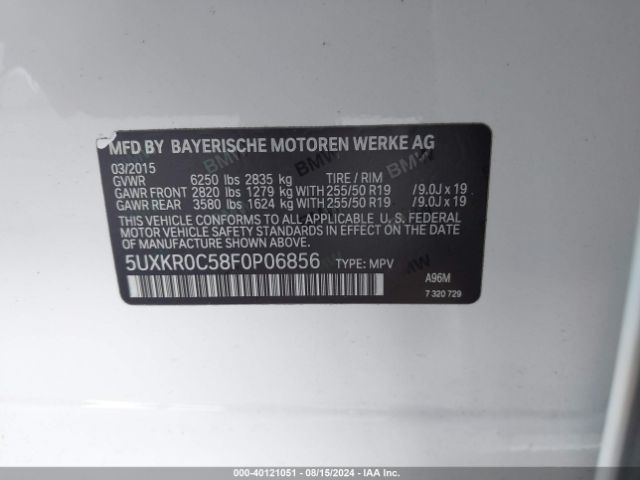 MFD BY BAYERISCHE MOTOREN WERKE AG
03/2015
GVWR 6250 lbs 2835 kg TIRE / RIM
GAWR FRONT 2820 lbs 1279 kg WITH 255/50 R19 /9.0J x 19
GAWR REAR 3580 lbs 1624 kg WITH 255/50 R19 /9.0J x 19
THIS VEHICLE CONFORMS TO ALL APPLICABLE U. S. FEDERAL
MOTOR VEHICLE SAFETY STANDARDS IN EFFECT ON THE
DATE OF MANUFACTURE SHOWN ABOVE.
5UXKR0C58F0P06856 TYPE: MPV
A96M
7 320 729
000-40121051 - 08/15/2024 - IAA Inc.